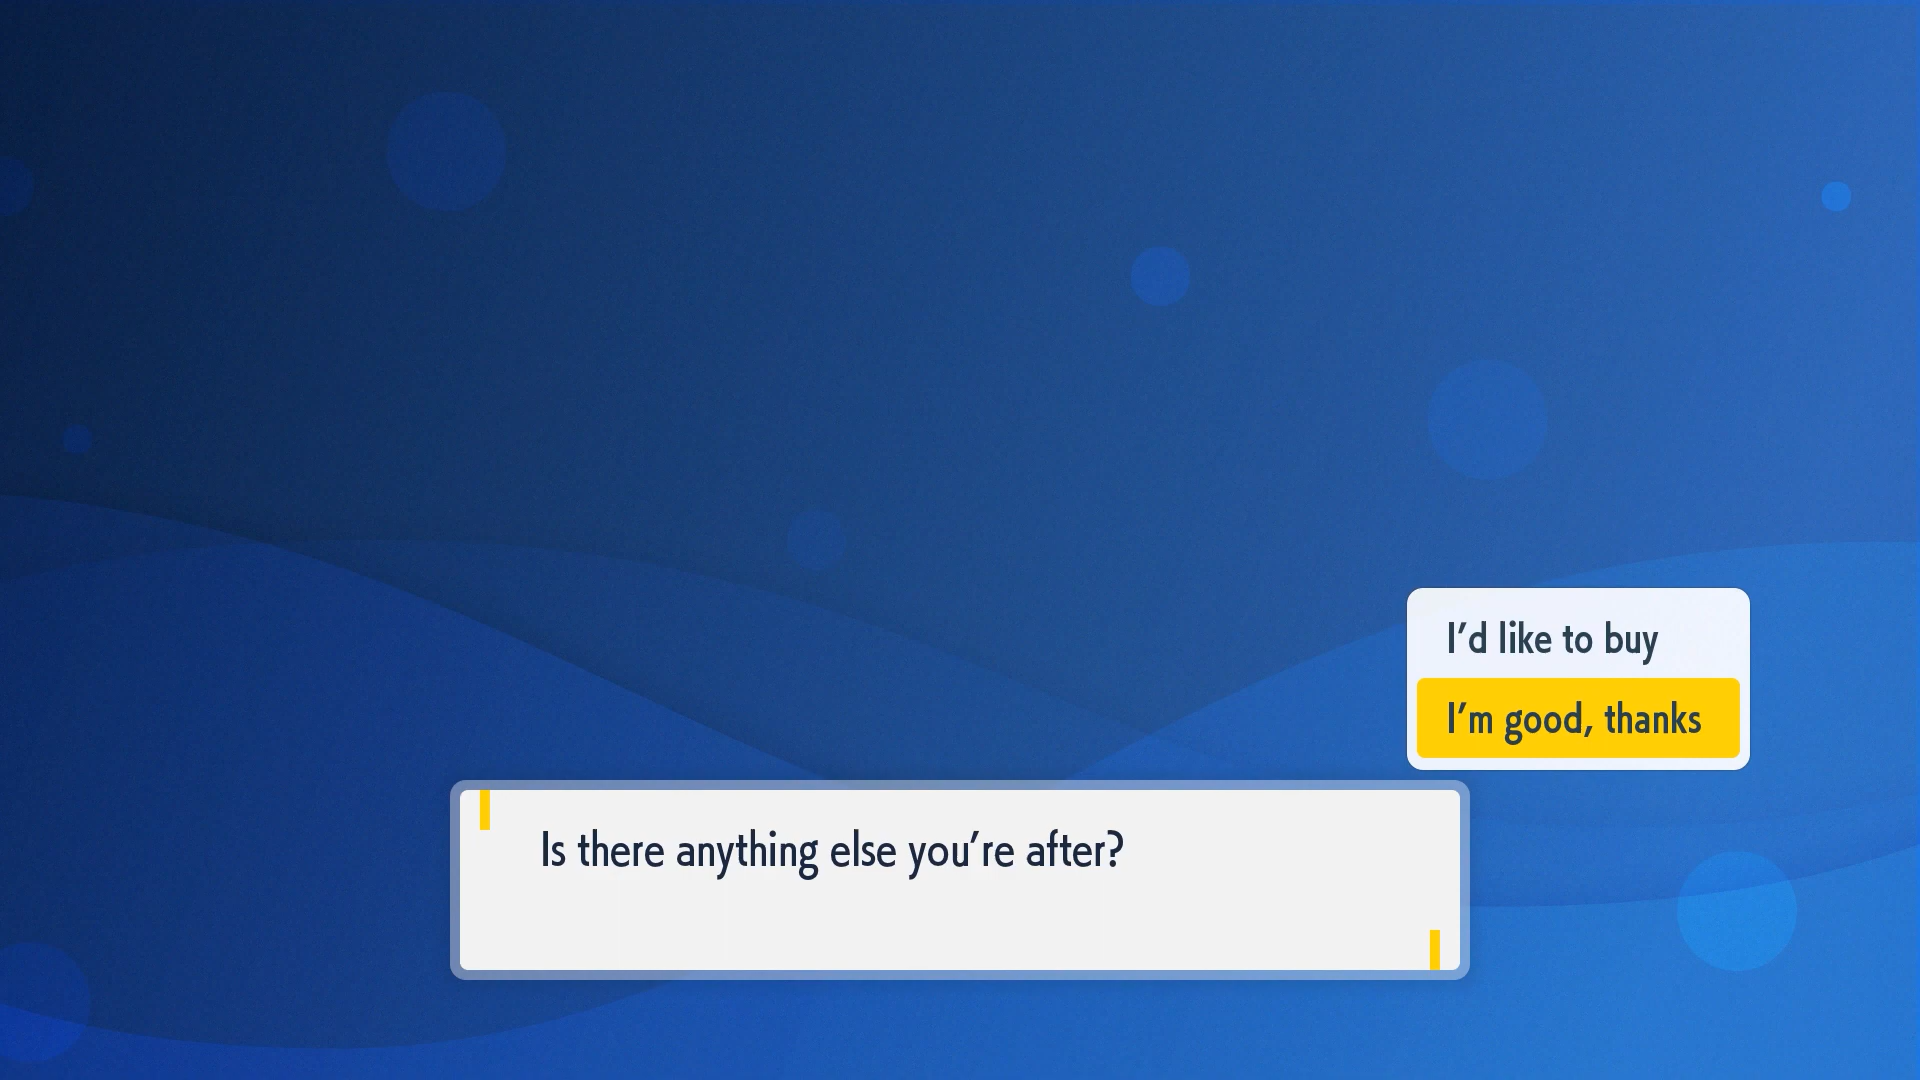 I'd like to buy
I'm good, thanks
Is there anything else you're after?